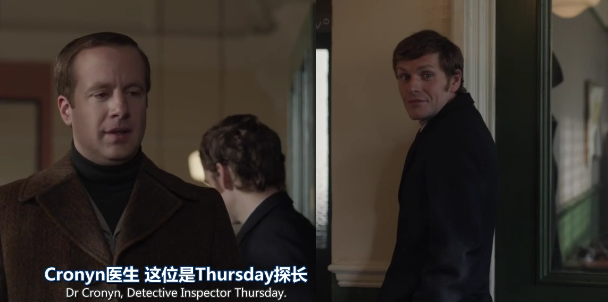 Cronyn医生 这位是Thursday探长
Dr Cronyn, Detective Inspector Thursday.